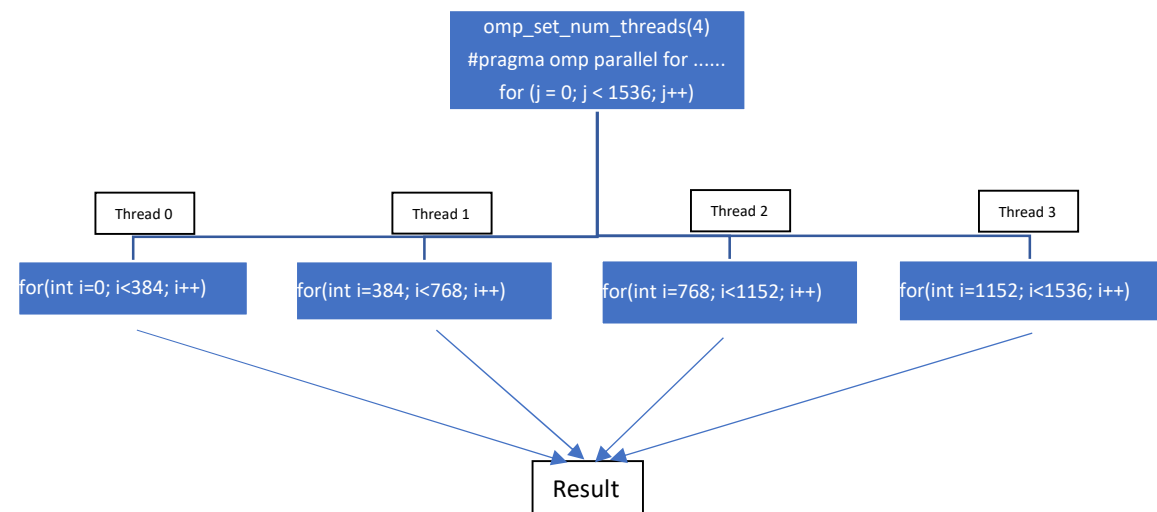 omp_set_num_threads(4)
#pragma omp parallel for ......
for (j = 0; j < 1536; j++)
Thread 0
Thread 1
Thread 2
Thread 3
for(int i=0; i<384; i++)
for(int i=384; i<768; i++)
for(int i=768; i<1152; i++)
for(int i=1152; i<1536; i++)
Result